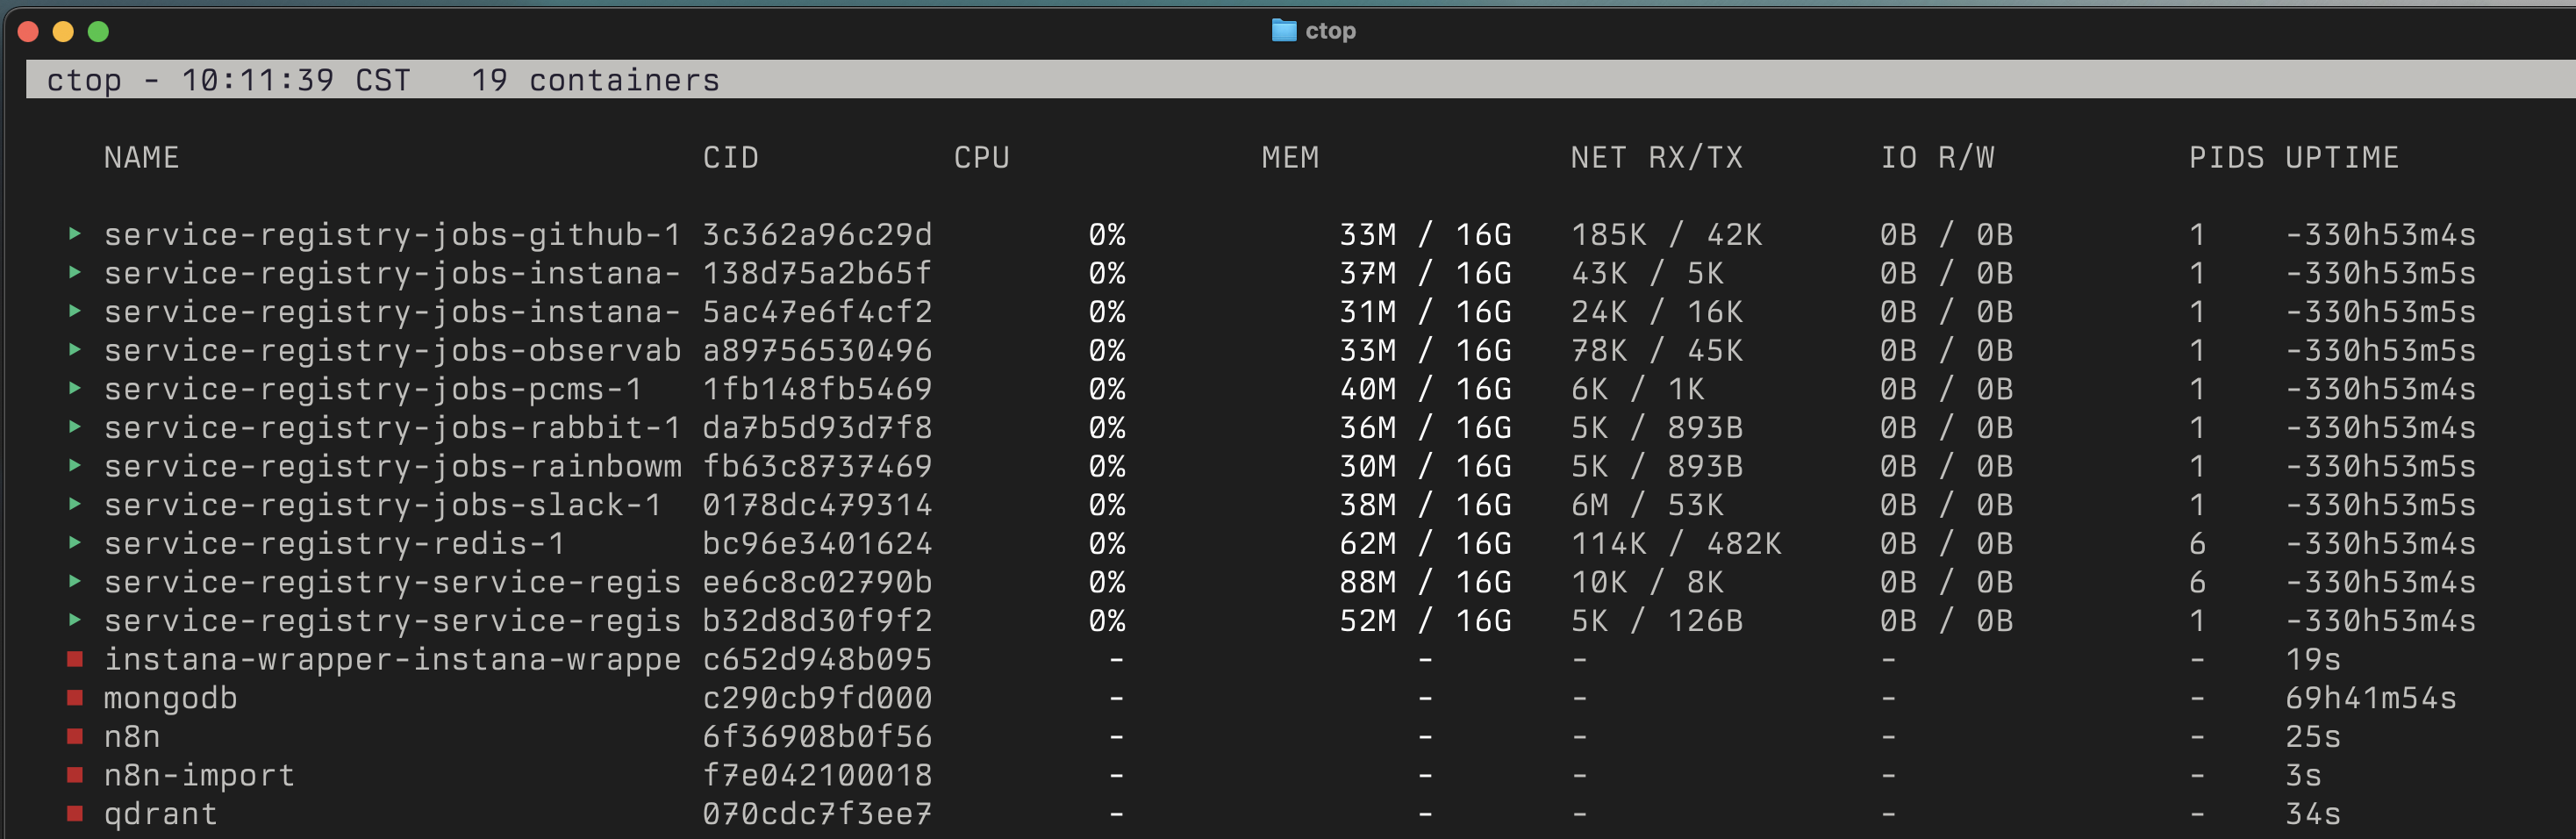 ctop
ctop - 10:11:39 CST 19 containers
NAME CID CPU MEM NET RX/TX IO R/W PIDS UPTIME
service-registry-jobs-github-1 3c362a96c29d 0% 33M / 16G 185K / 42K 0B / 0B 1 -330h53m4s
service-registry-jobs-instana- 138d75a2b65f 0% 37M / 16G 43K / 5K 0B / 0B 1 -330h53m5s
service-registry-jobs-instana- 5ac47e6f4cf2 0% 31M / 16G 24K / 16K 0B / 0B 1 -330h53m5s
service-registry-jobs-observab a89756530496 0% 33M / 16G 78K / 45K 0B / 0B 1 -330h53m5s
service-registry-jobs-pcms-1 1fb148fb5469 0% 40M / 16G 6K / 1K 0B / 0B 1 -330h53m4s
service-registry-jobs-rabbit-1 da7b5d93d7f8 0% 36M / 16G 5K / 893B 0B / 0B 1 -330h53m4s
service-registry-jobs-rainbowm fb63c8737469 0% 30M / 16G 5K / 893B 0B / 0B 1 -330h53m5s
service-registry-jobs-slack-1 0178dc479314 0% 38M / 16G 6M / 53K 0B / 0B 1 -330h53m5s
service-registry-redis-1 bc96e3401624 0% 62M / 16G 114K / 482K 0B / 0B 6 -330h53m4s
service-registry-service-regis ee6c8c02790b 0% 88M / 16G 10K / 8K 0B / 0B 6 -330h53m4s
service-registry-service-regis b32d8d30f9f2 0% 52M / 16G 5K / 126B 0B / 0B 1 -330h53m4s
instana-wrapper-instana-wrappe c652d948b095 - - - - - 19s
mongodb c290cb9fd000 - - - - - 69h41m54s
n8n 6f36908b0f56 - - - - - 25s
n8n-import f7e042100018 - - - - - 3s
qdrant 070cdc7f3ee7 - - - - - 34s